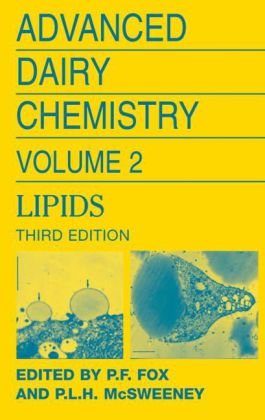 ADVANCED
DAIRY
CHEMISTRY
VOLUME 2
LIPIDS
THIRD EDITION
EDITED BY P.F. FOX
AND P.L.H. McSWEENEY